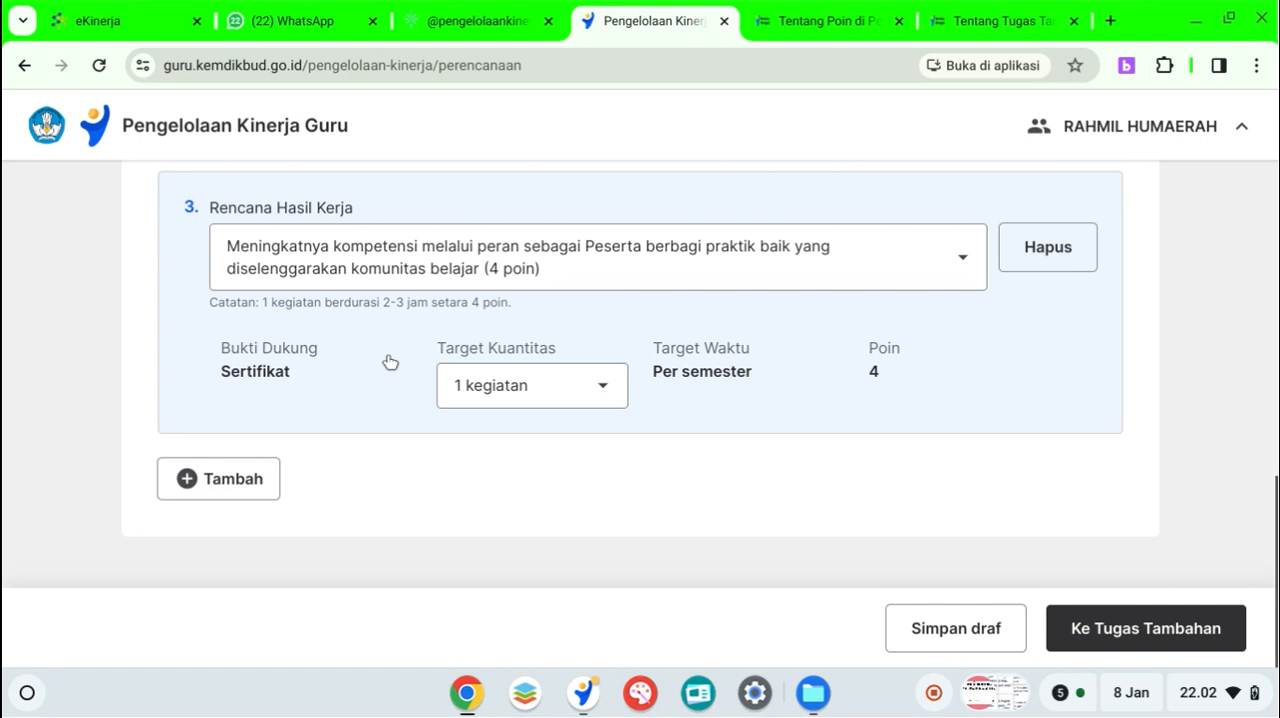 eKinerja
(22) WhatsApp
@pengelolaankine
Pengelolaan Kiner
Tentang Poin di Pe
Tentang Tugas Ta
guru.kemdikbud.go.id/pengelolaan-kinerja/perencanaan
Buka di aplikasi
Pengelolaan Kinerja Guru
RAHMIL HUMAERAH
3. Rencana Hasil Kerja
Meningkatnya kompetensi melalui peran sebagai Peserta berbagi praktik baik yang
diselenggarakan komunitas belajar (4 poin)
Hapus
Catatan: 1 kegiatan berdurasi 2-3 jam setara 4 poin.
Bukti Dukung
Sertifikat
Target Kuantitas
1 kegiatan
Target Waktu
Per semester
Poin
4
Tambah
Simpan draf
Ke Tugas Tambahan
5
8 Jan
22.02